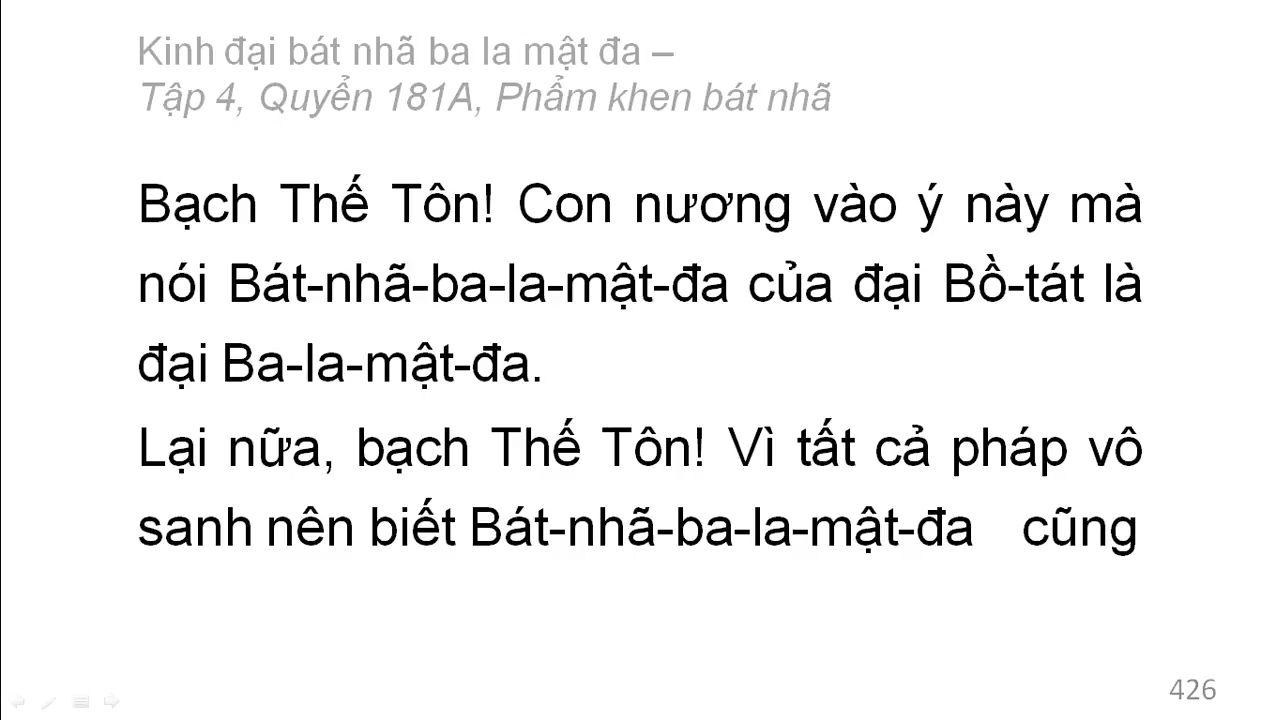 Kinh đại bát nhã ba la mật đa –
Tập 4, Quyển 181A, Phẩm khen bát nhã
Bạch Thế Tôn! Con nương vào ý này mà
nói Bát-nhã-ba-la-mật-đa của đại Bồ-tát là
đại Ba-la-mật-đa.
Lại nữa, bạch Thế Tôn! Vì tất cả pháp vô
sanh nên biết Bát-nhã-ba-la-mật-đa cũng
426